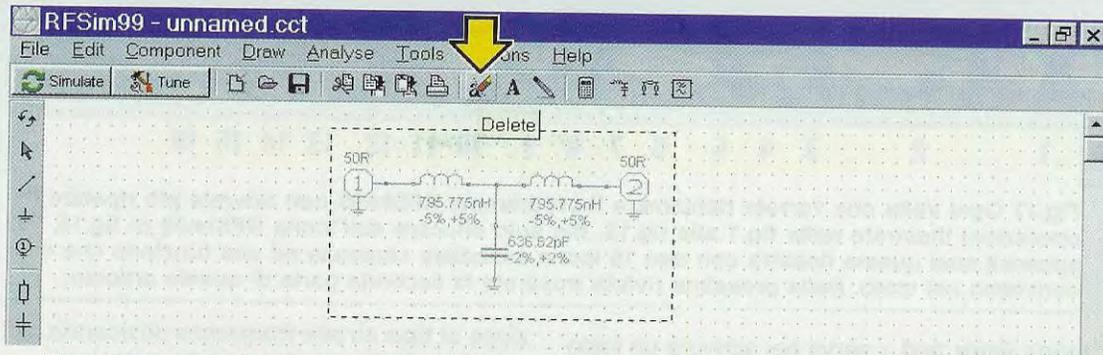 RFSim99 - unnamed.cct
File Edit Component Draw Analyse Tools ons Help
Simulate Tune A
Delete
50R 50R
1 2
795.775nH 795.775nH
-5%,+5% -5%,+5%
636.62pF
-2%,+2%
1